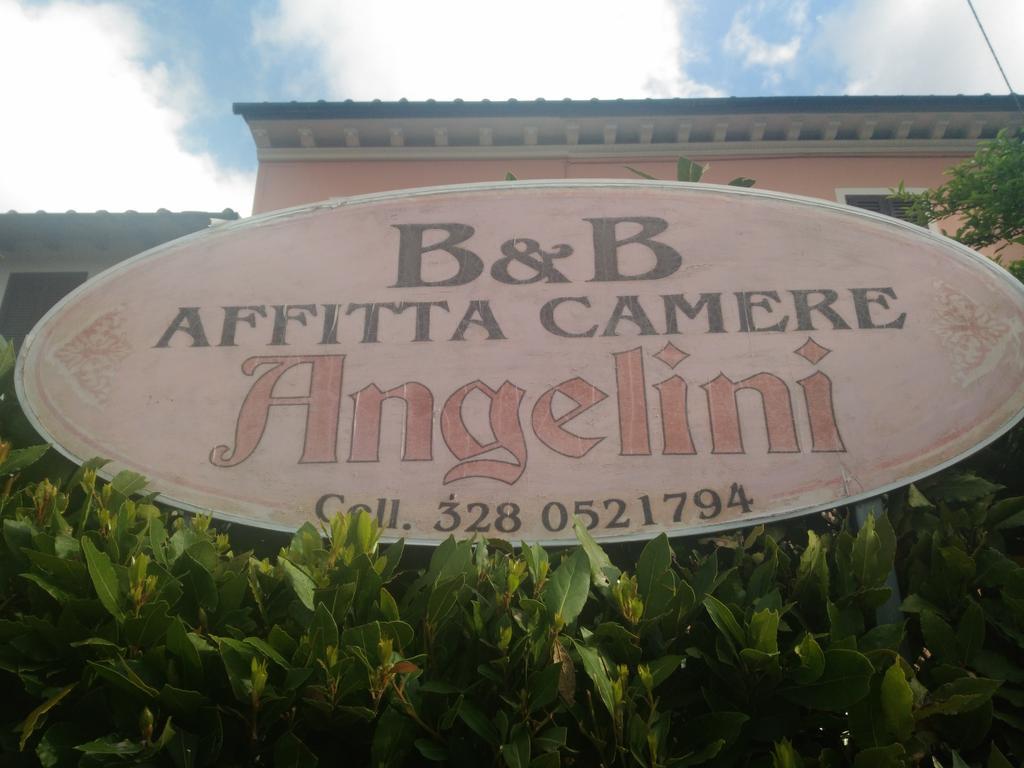 B&B
AFFITTA CAMERE
Angelini
Cell. 328 0521794